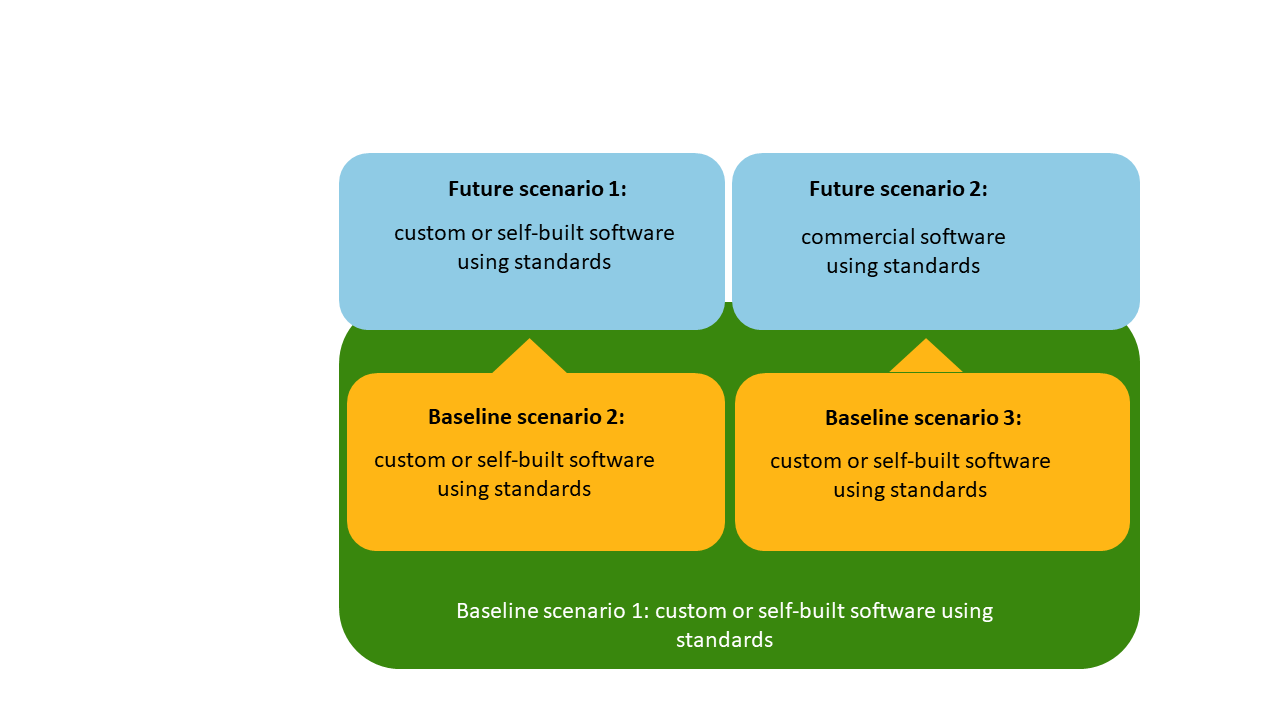 Future scenario 1:
custom or self-built software
using standards
Future scenario 2:
commercial software
using standards
Baseline scenario 2:
custom or self-built software
using standards
Baseline scenario 3:
custom or self-built software
using standards
Baseline scenario 1: custom or self-built software using
standards